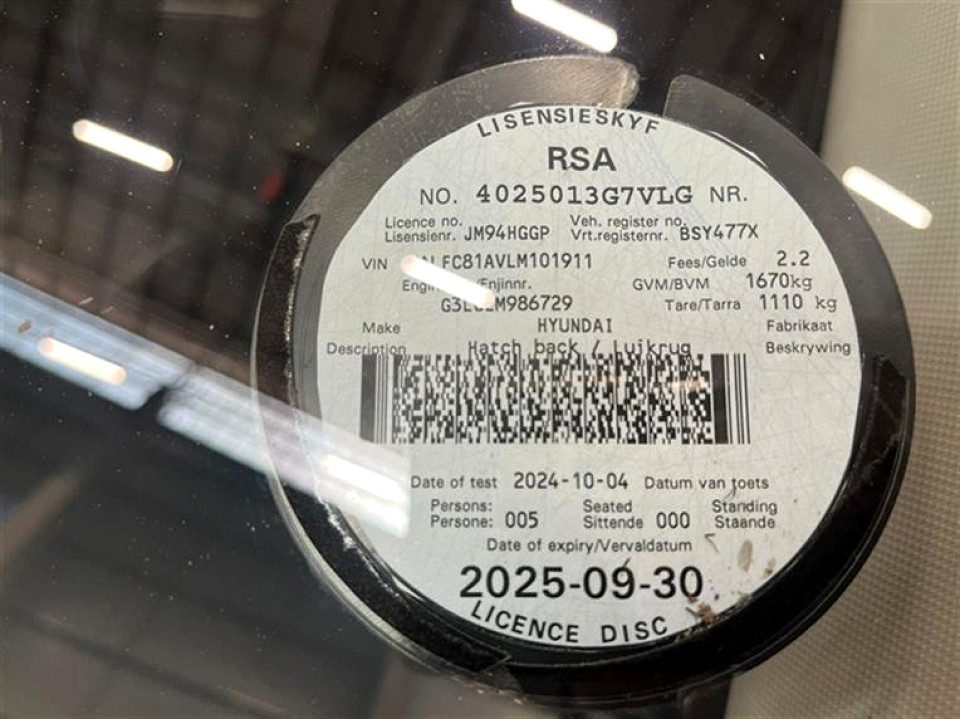 LISENSIESKYF
RSA
NO. 4025013G7VLG NR.
Licence no. Veh. register no.
Lisensienr. JM94HGGP Vrt.registernr. BSY477X
VIN Fees/Gelde 2.2
GVM/BVM 1670kg
Tare/Tarra 1110 kg
Make HYUNDAI Fabrikaat
Description Hatch back / Luikrug Beskrywing
Date of test 2024-10-04 Datum van toets
Persons: Seated Standing
Persone: 005 Sittende 000 Staande
Date of expiry/Vervaldatum
2025-09-30
LICENCE DISC